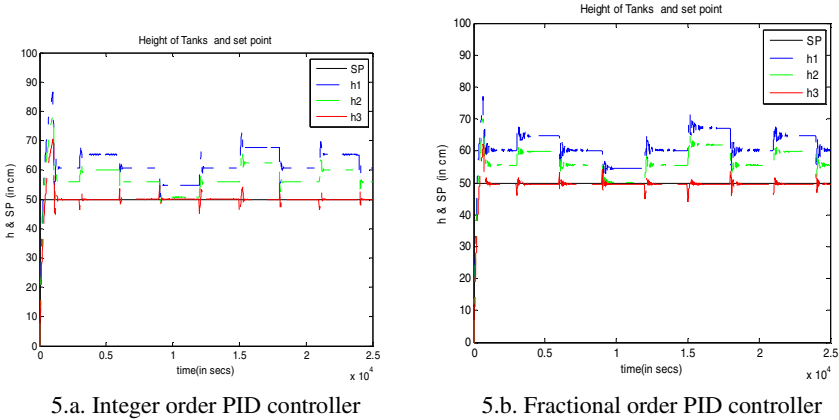 Height of Tanks and set point
100
90
80
70
60
50
40
30
20
10
0
h & SP (in cm)
SP
h1
h2
h3
0 0.5 1 1.5 2 2.5
x 10^4
time(in secs)
5.a. Integer order PID controller
Height of Tanks and set point
100
90
80
70
60
50
40
30
20
10
0
h & SP (in cm)
SP
h1
h2
h3
0 0.5 1 1.5 2 2.5
x 10^4
time(in secs)
5.b. Fractional order PID controller